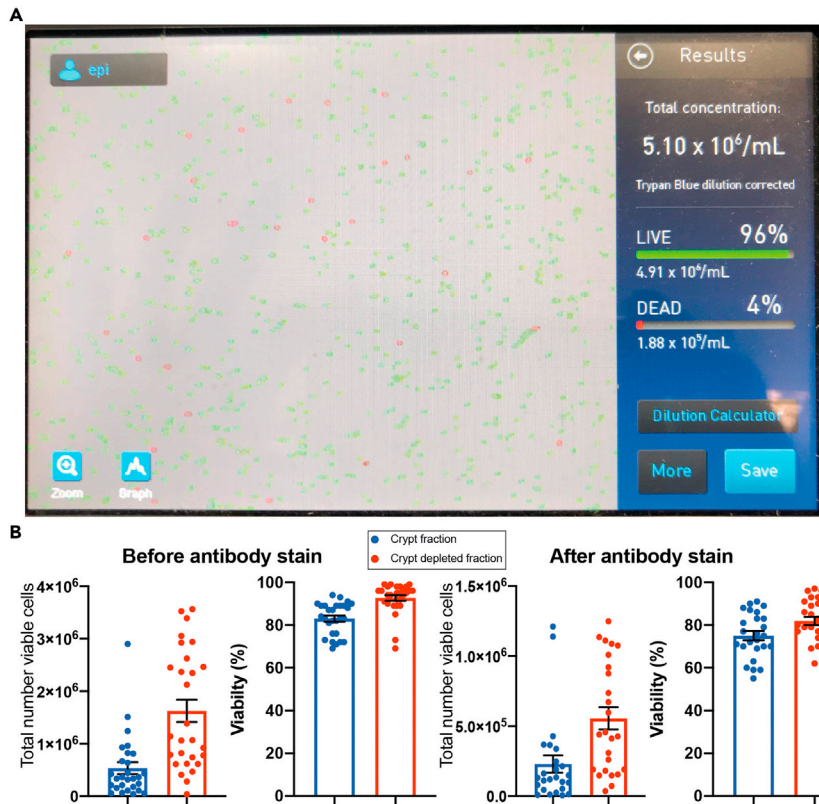 A
epi
Results
Total concentration:
5.10 x 10⁶/mL
Trypan Blue dilution corrected
LIVE 96%
4.91 x 10⁶/mL
DEAD 4%
1.88 x 10⁵/mL
Dilution Calculator
More
Save
Zoom
Graph
B
Before antibody stain
Crypt fraction
Crypt depleted fraction
After antibody stain
Total number viable cells
4×10⁶
3×10⁶
2×10⁶
1×10⁶
0
Viability (%)
100
80
60
40
20
0
Total number viable cells
1.5×10⁶
1.0×10⁶
5.0×10⁵
0.0
Viability (%)
100
80
60
40
20
0